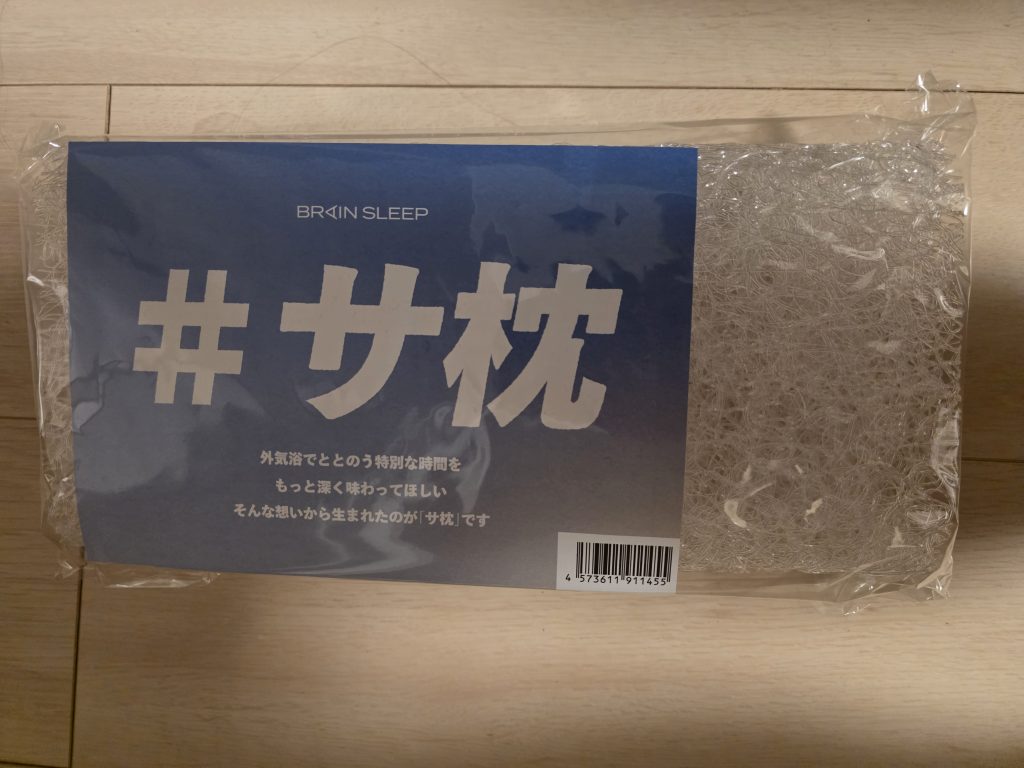 BRAIN SLEEP
#サ枕
外気浴でととのう特別な時間を
もっと深く味わってほしい
そんな想いから生まれたのが「サ枕」です
4 573611 911455